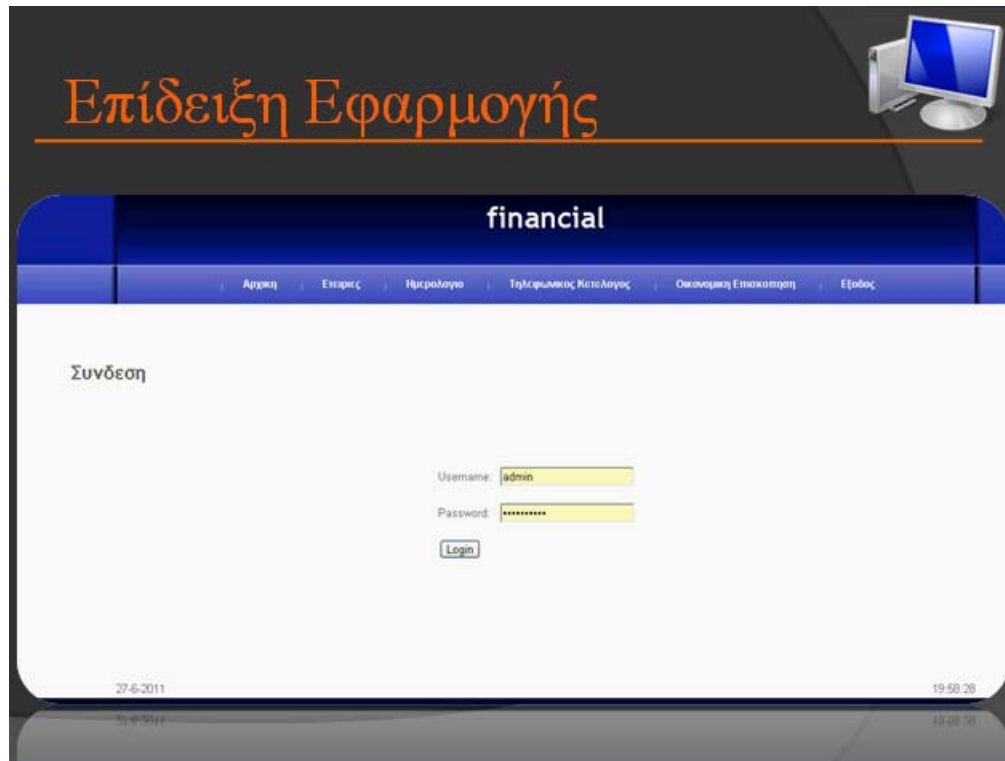 Επίδειξη Εφαρμογής
financial
Αρχικη Εταιριες Ημερολογιο Τηλεφωνικος Καταλογος Οικονομικη Επισκοπηση Εξοδος
Συνδεση
Username: admin
Password: ••••••••••
Login
27-6-2011 19:58:28